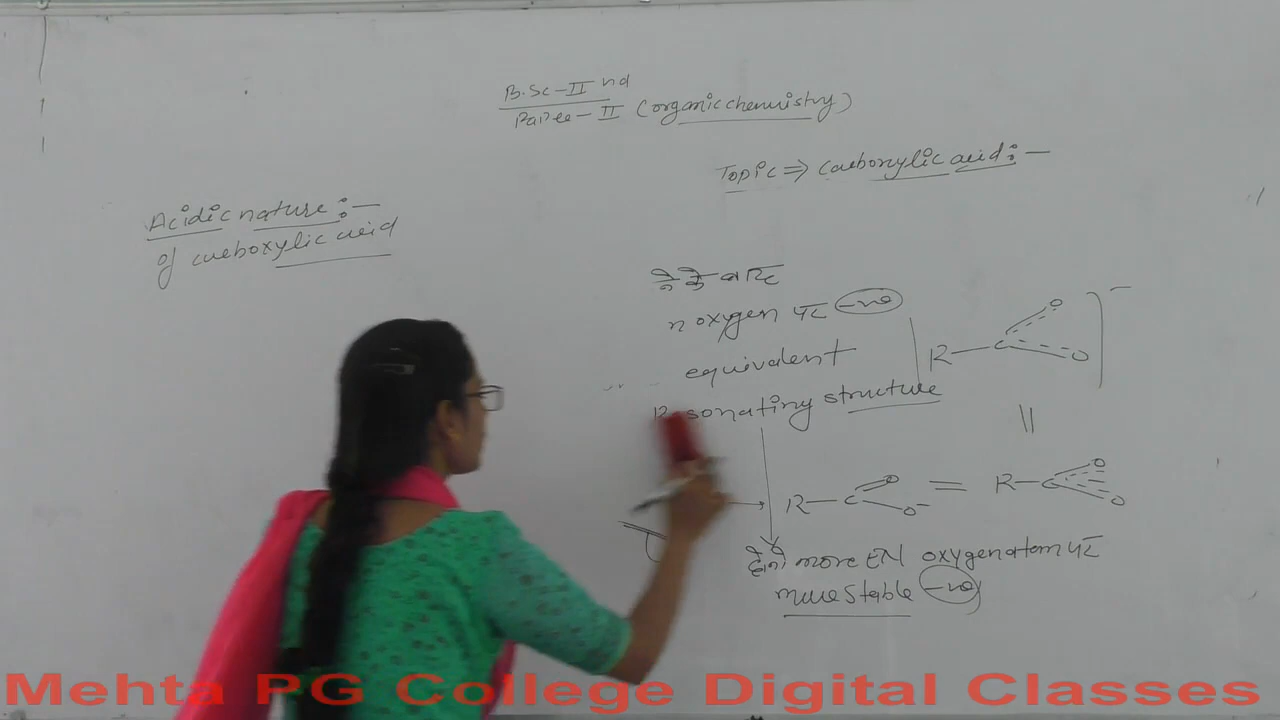 B.Sc-II nd
Paper-II (organic chemistry)
Topic ⇒ carboxylic acid :-
Acidic nature :-
of carboxylic acid
oxygen पर -ve
equivalent
Resonating structure
R-C
O
O
-
||
R-C
O
O-
=
R-C
O
O
more EN oxygen atom पर
more stable -ve
Mehta PG College Digital Classes